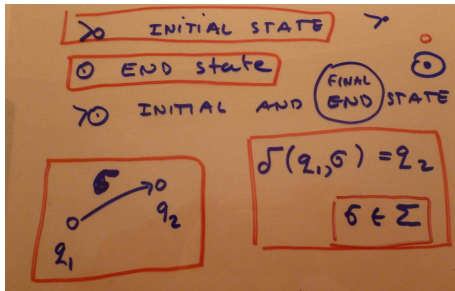 INITIAL STATE
END state
INITIAL AND FINAL END STATE
σ
q₁
q₂
δ(q₁,σ) = q₂
σ ∈ Σ